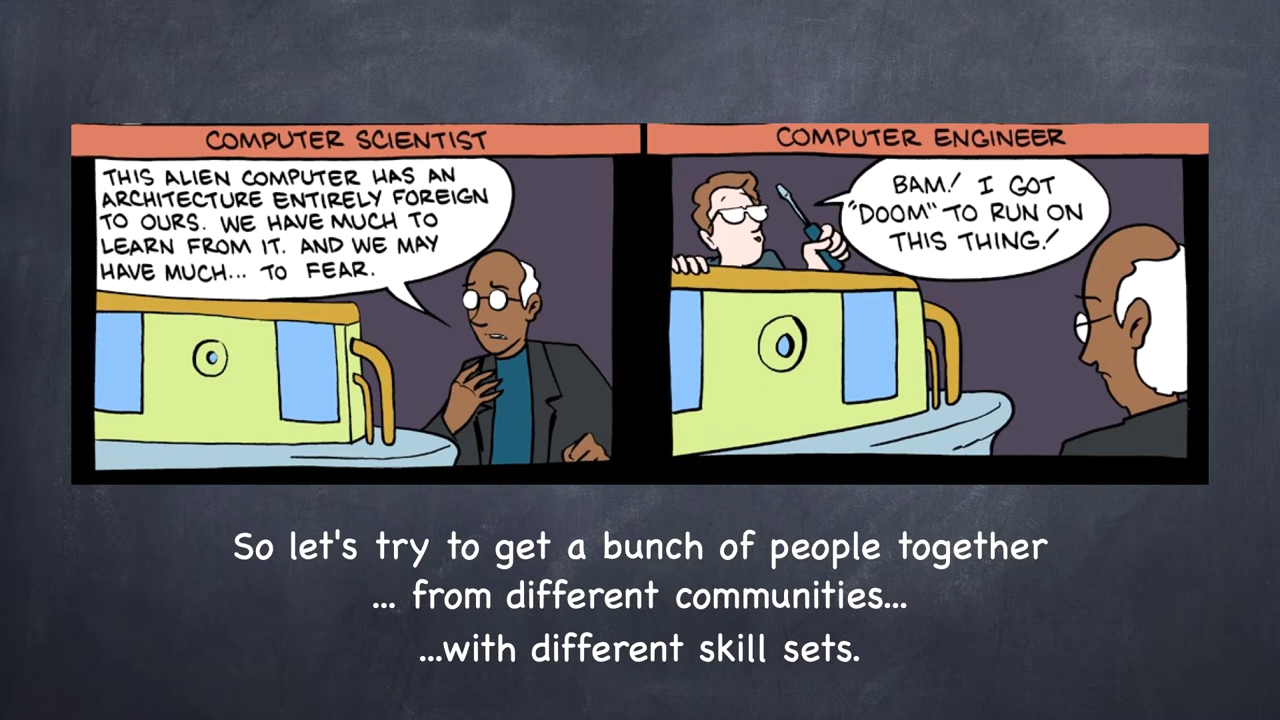 COMPUTER SCIENTIST
THIS ALIEN COMPUTER HAS AN
ARCHITECTURE ENTIRELY FOREIGN
TO OURS. WE HAVE MUCH TO
LEARN FROM IT. AND WE MAY
HAVE MUCH... TO FEAR.
COMPUTER ENGINEER
BAM! I GOT
"DOOM" TO RUN ON
THIS THING!
So let's try to get a bunch of people together
... from different communities...
...with different skill sets.